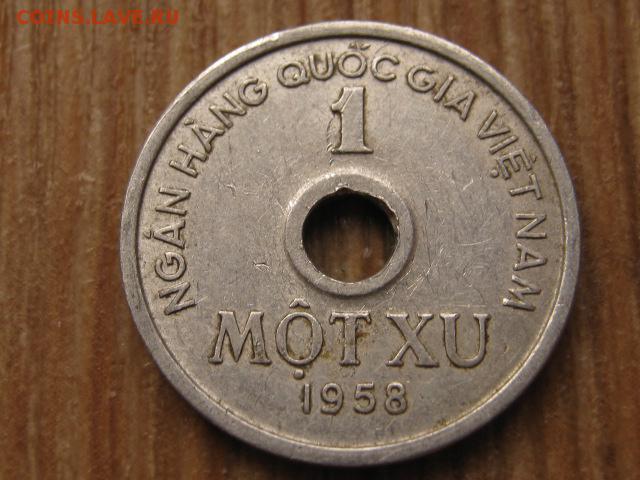 COINS.LAVE.RU
NGÂN HÀNG QUỐC GIA VIỆT NAM
1
MỘT XU
1958